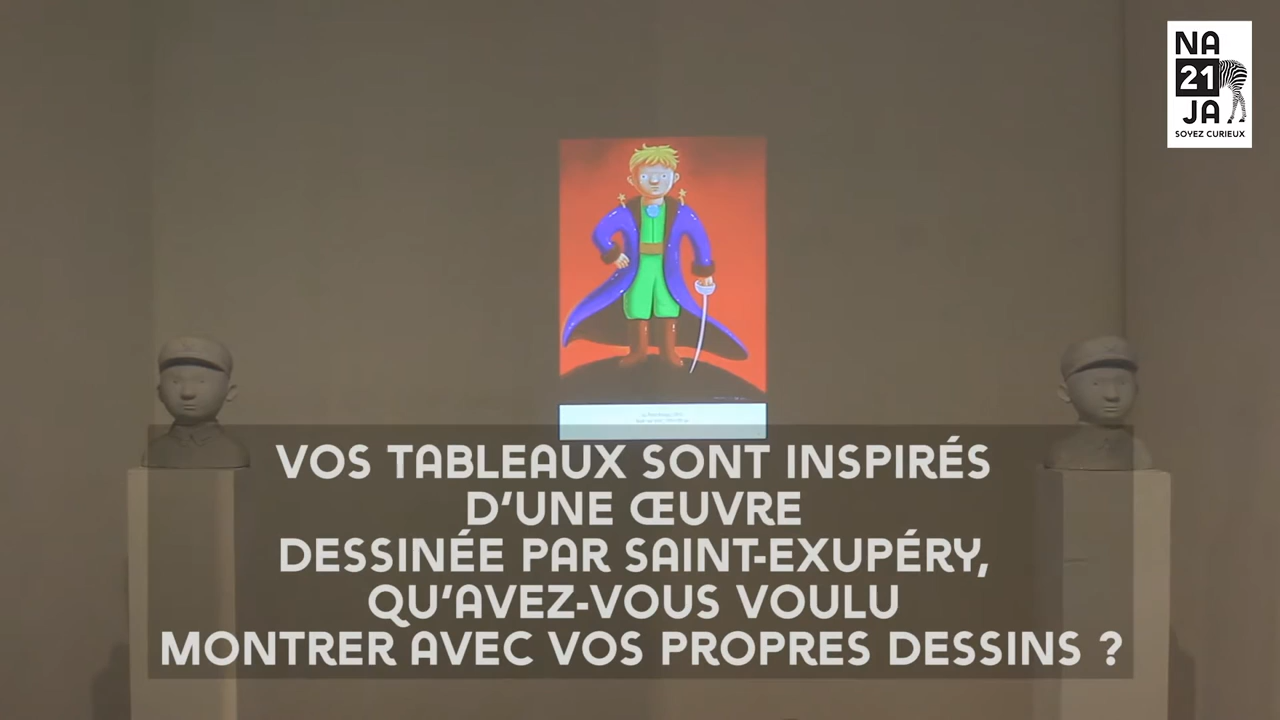 NA
21
JA
SOYEZ CURIEUX
VOS TABLEAUX SONT INSPIRÉS
D'UNE ŒUVRE
DESSINÉE PAR SAINT-EXUPÉRY,
QU'AVEZ-VOUS VOULU
MONTRER AVEC VOS PROPRES DESSINS ?